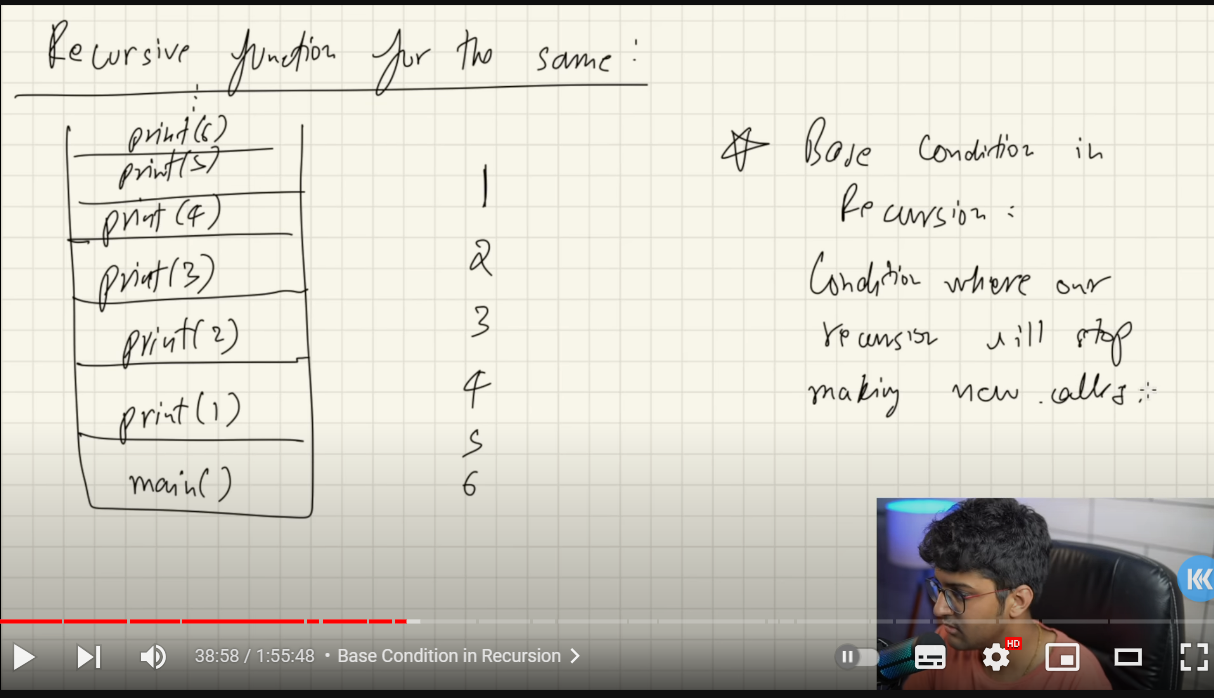 Recursive function for the same :
print(6)
print(5)
print(4)
print(3)
print(2)
print(1)
main()
1
2
3
4
5
6
Base Condition in
Recursion :
Condition where our
recursion will stop
making new calls.
38:58 / 1:55:48 • Base Condition in Recursion >
HD
KK